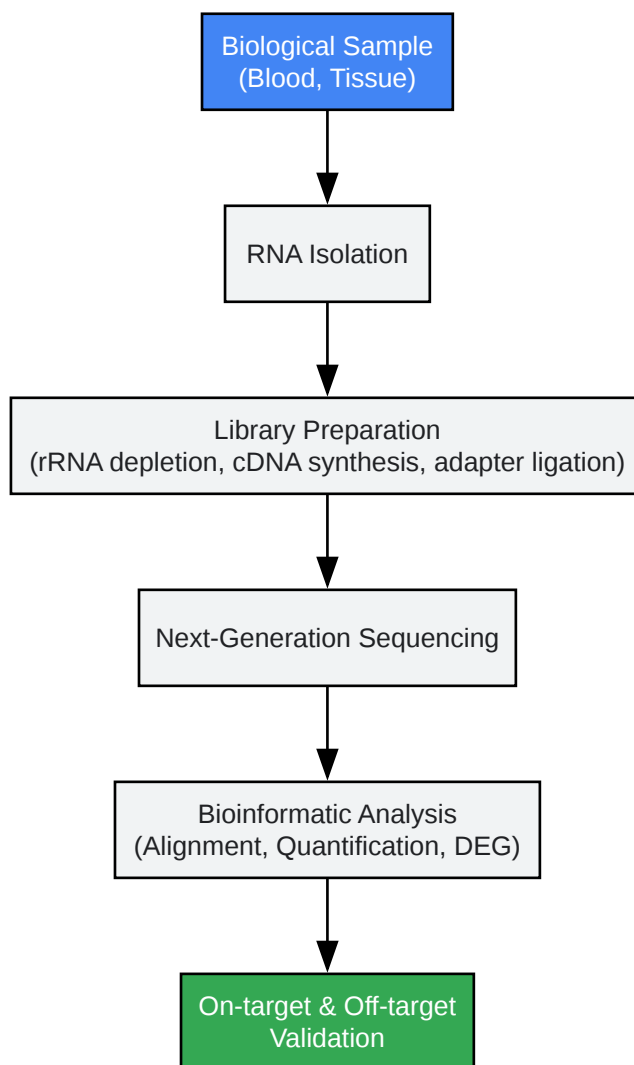 Biological Sample
(Blood, Tissue)
RNA Isolation
Library Preparation
(rRNA depletion, cDNA synthesis, adapter ligation)
Next-Generation Sequencing
Bioinformatic Analysis
(Alignment, Quantification, DEG)
On-target & Off-target
Validation